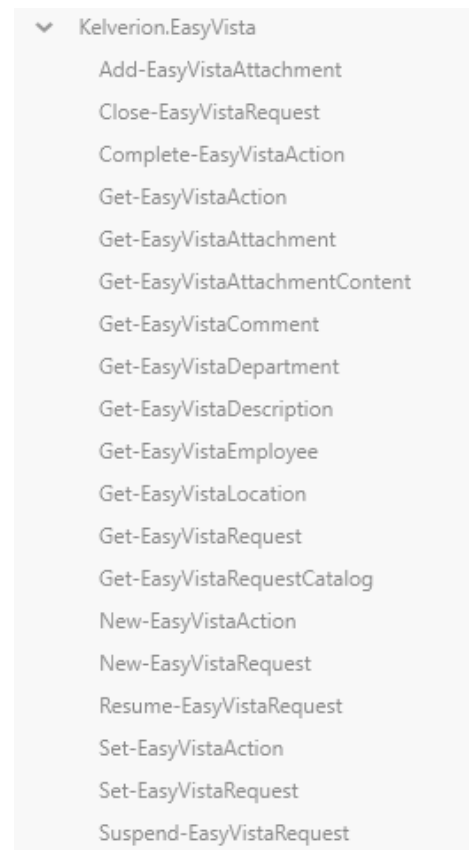 Kelverion.EasyVista
Add-EasyVistaAttachment
Close-EasyVistaRequest
Complete-EasyVistaAction
Get-EasyVistaAction
Get-EasyVistaAttachment
Get-EasyVistaAttachmentContent
Get-EasyVistaComment
Get-EasyVistaDepartment
Get-EasyVistaDescription
Get-EasyVistaEmployee
Get-EasyVistaLocation
Get-EasyVistaRequest
Get-EasyVistaRequestCatalog
New-EasyVistaAction
New-EasyVistaRequest
Resume-EasyVistaRequest
Set-EasyVistaAction
Set-EasyVistaRequest
Suspend-EasyVistaRequest